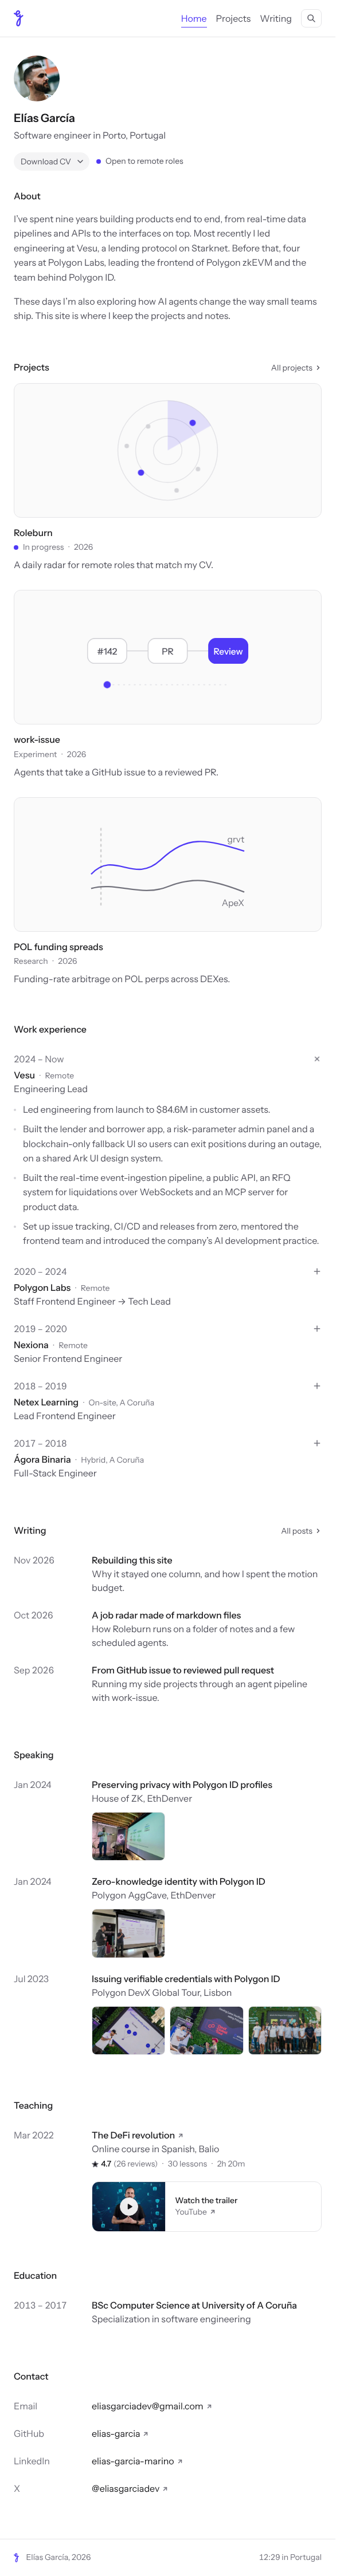 Home Projects Writing
Elías García
Software engineer in Porto, Portugal
Download CV
Open to remote roles
About
I've spent nine years building products end to end, from real-time data
pipelines and APIs to the interfaces on top. Most recently I led
engineering at Vesu, a lending protocol on Starknet. Before that, four
years at Polygon Labs, leading the frontend of Polygon zkEVM and the
team behind Polygon ID.
These days I'm also exploring how AI agents change the way small teams
ship. This site is where I keep the projects and notes.
Projects
All projects
Roleburn
In progress · 2026
A daily radar for remote roles that match my CV.
#142
PR
Review
work-issue
Experiment · 2026
Agents that take a GitHub issue to a reviewed PR.
grvt
ApeX
POL funding spreads
Research · 2026
Funding-rate arbitrage on POL perps across DEXes.
Work experience
2024 – Now
Vesu · Remote
Engineering Lead
Led engineering from launch to $84.6M in customer assets.
Built the lender and borrower app, a risk-parameter admin panel and a
blockchain-only fallback UI so users can exit positions during an outage,
on a shared Ark UI design system.
Built the real-time event-ingestion pipeline, a public API, an RFQ
system for liquidations over WebSockets and an MCP server for
product data.
Set up issue tracking, CI/CD and releases from zero, mentored the
frontend team and introduced the company's AI development practice.
2020 – 2024
Polygon Labs · Remote
Staff Frontend Engineer → Tech Lead
2019 – 2020
Nexiona · Remote
Senior Frontend Engineer
2018 – 2019
Netex Learning · On-site, A Coruña
Lead Frontend Engineer
2017 – 2018
Ágora Binaria · Hybrid, A Coruña
Full-Stack Engineer
Writing
All posts
Nov 2026
Rebuilding this site
Why it stayed one column, and how I spent the motion
budget.
Oct 2026
A job radar made of markdown files
How Roleburn runs on a folder of notes and a few
scheduled agents.
Sep 2026
From GitHub issue to reviewed pull request
Running my side projects through an agent pipeline
with work-issue.
Speaking
Jan 2024
Preserving privacy with Polygon ID profiles
House of ZK, EthDenver
Jan 2024
Zero-knowledge identity with Polygon ID
Polygon AggCave, EthDenver
Jul 2023
Issuing verifiable credentials with Polygon ID
Polygon DevX Global Tour, Lisbon
Teaching
Mar 2022
The DeFi revolution ↗
Online course in Spanish, Balio
★ 4.7 (26 reviews) · 30 lessons · 2h 20m
Watch the trailer
YouTube ↗
Education
2013 – 2017
BSc Computer Science at University of A Coruña
Specialization in software engineering
Contact
Email
eliasgarciadev@gmail.com ↗
GitHub
elias-garcia ↗
LinkedIn
elias-garcia-marino ↗
X
@eliasgarciadev ↗
Elías García, 2026
12:29 in Portugal